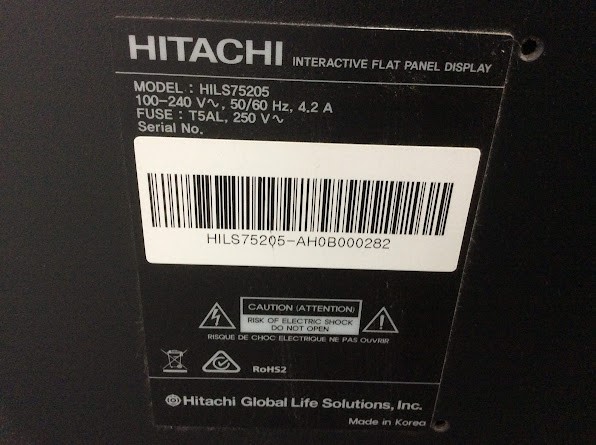 HITACHI INTERACTIVE FLAT PANEL DISPLAY
MODEL : HILS75205
100-240 V∿, 50/60 Hz, 4.2 A
FUSE : T5AL, 250 V∿
Serial No.
HILS75205-AH0B000282
CAUTION (ATTENTION)
RISK OF ELECTRIC SHOCK
DO NOT OPEN
RISQUE DE CHOC ELECTRIQUE NE PAS OUVRIR
RoHS2
Hitachi Global Life Solutions, Inc.
Made in Korea